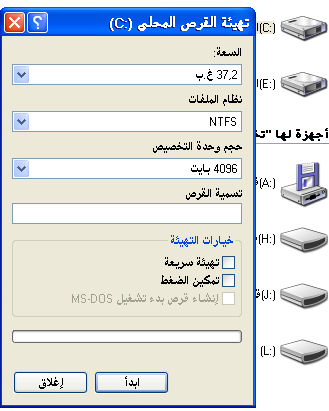 تهيئة القرص المحلي (C:)
السعة:
37,2 غ.ب
نظام الملفات
NTFS
حجم وحدة التخصيص
4096 بايت
تسمية القرص
خيارات التهيئة
تهيئة سريعة
تمكين الضغط
إنشاء قرص بدء تشغيل MS-DOS
ابدأ
إغلاق
(C:)
(E:)
أجهزة لها "تخ
(A:)
(H:)
(J:)
(L:)